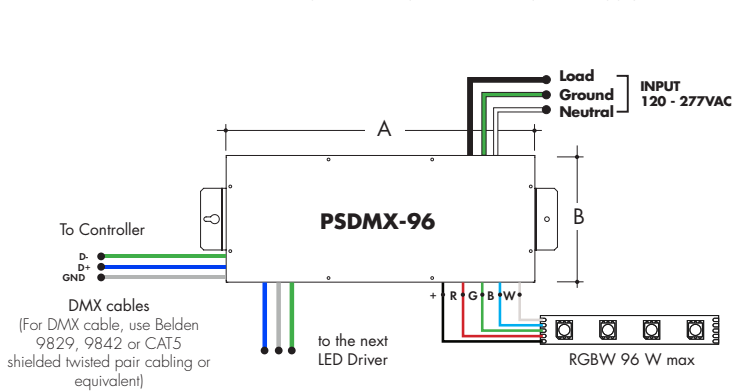 Load
Ground
Neutral
INPUT
120 - 277VAC
A
PSDMX-96
B
To Controller
D-
D+
GND
DMX cables
(For DMX cable, use Belden
9829, 9842 or CAT5
shielded twisted pair cabling or
equivalent)
to the next
LED Driver
+ R G B W
RGBW 96 W max